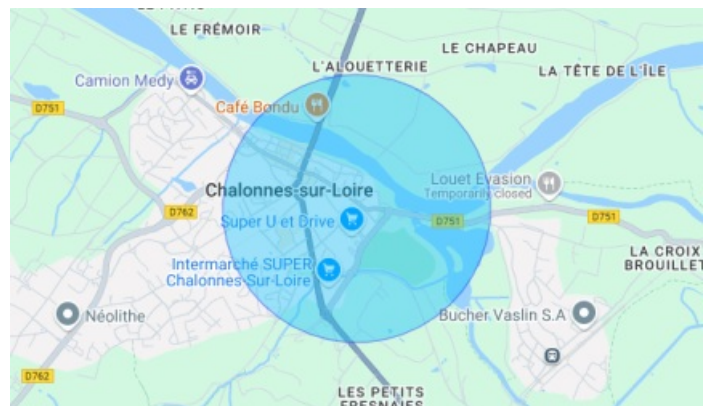 LE FRÉMOIR
LE CHAPEAU
L'ALOUETTERIE
LA TÊTE DE L'ÎLE
Camion Medy
D751
Café Bondu
Chalonnes-sur-Loire
Louet Evasion
Temporarily closed
D762
Super U et Drive
D751
D751
Intermarché SUPER
Chalonnes-Sur-Loire
LA CROIX
BROUILLET
Néolithe
Bucher Vaslin S.A
D762
LES PETITS
FRESNAIES